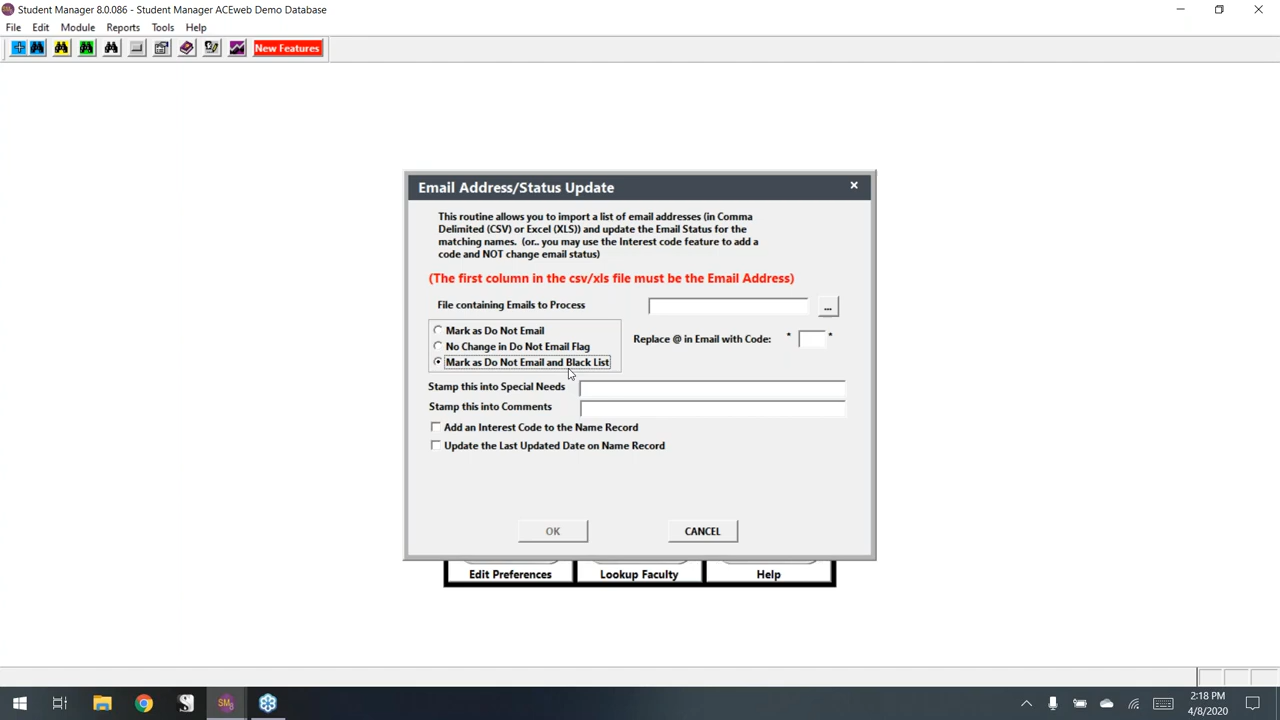 Student Manager 8.0.086 - Student Manager ACEweb Demo Database
File Edit Module Reports Tools Help
New Features
Email Address/Status Update
This routine allows you to import a list of email addresses (in Comma
Delimited (CSV) or Excel (XLS)) and update the Email Status for the
matching names. (or.. you may use the Interest code feature to add a
code and NOT change email status)
(The first column in the csv/xls file must be the Email Address)
File containing Emails to Process
...
Mark as Do Not Email
No Change in Do Not Email Flag
Mark as Do Not Email and Black List
Replace @ in Email with Code: * *
Stamp this into Special Needs
Stamp this into Comments
Add an Interest Code to the Name Record
Update the Last Updated Date on Name Record
OK CANCEL
Edit Preferences Lookup Faculty Help
S SM8
2:18 PM
4/8/2020